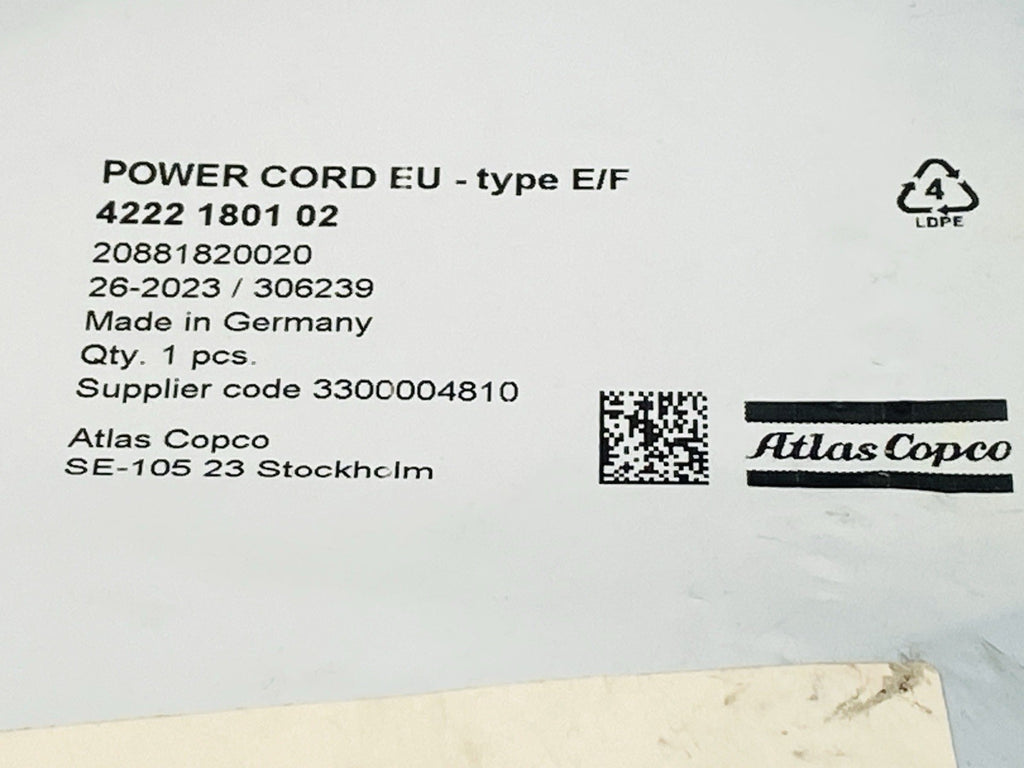 POWER CORD EU - type E/F
4222 1801 02
20881820020
26-2023 / 306239
Made in Germany
Qty. 1 pcs.
Supplier code 3300004810
Atlas Copco
SE-105 23 Stockholm
4
LDPE
Atlas Copco